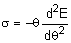 σ = −θ d²E/dθ²